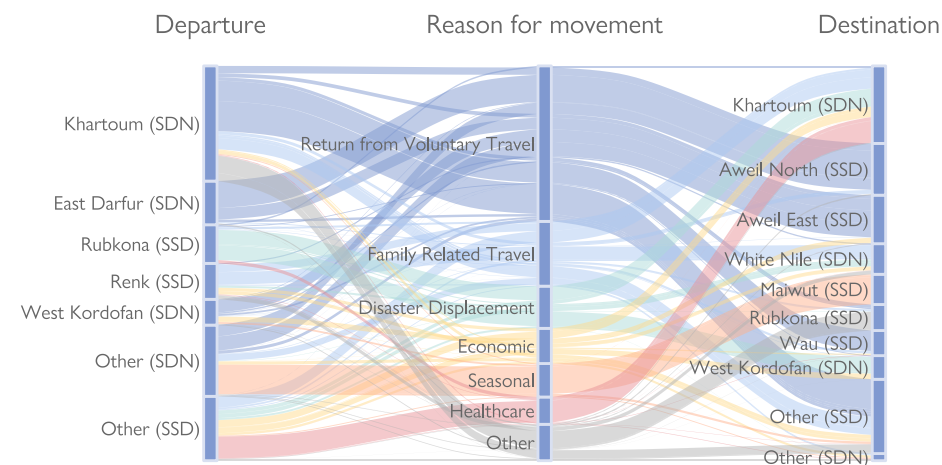 Departure
Reason for movement
Destination
Khartoum (SDN)
East Darfur (SDN)
Rubkona (SSD)
Renk (SSD)
West Kordofan (SDN)
Other (SDN)
Other (SSD)
Return from Voluntary Travel
Family Related Travel
Disaster Displacement
Economic
Seasonal
Healthcare
Other
Khartoum (SDN)
Aweil North (SSD)
Aweil East (SSD)
White Nile (SDN)
Maiwut (SSD)
Rubkona (SSD)
Wau (SSD)
West Kordofan (SDN)
Other (SSD)
Other (SDN)